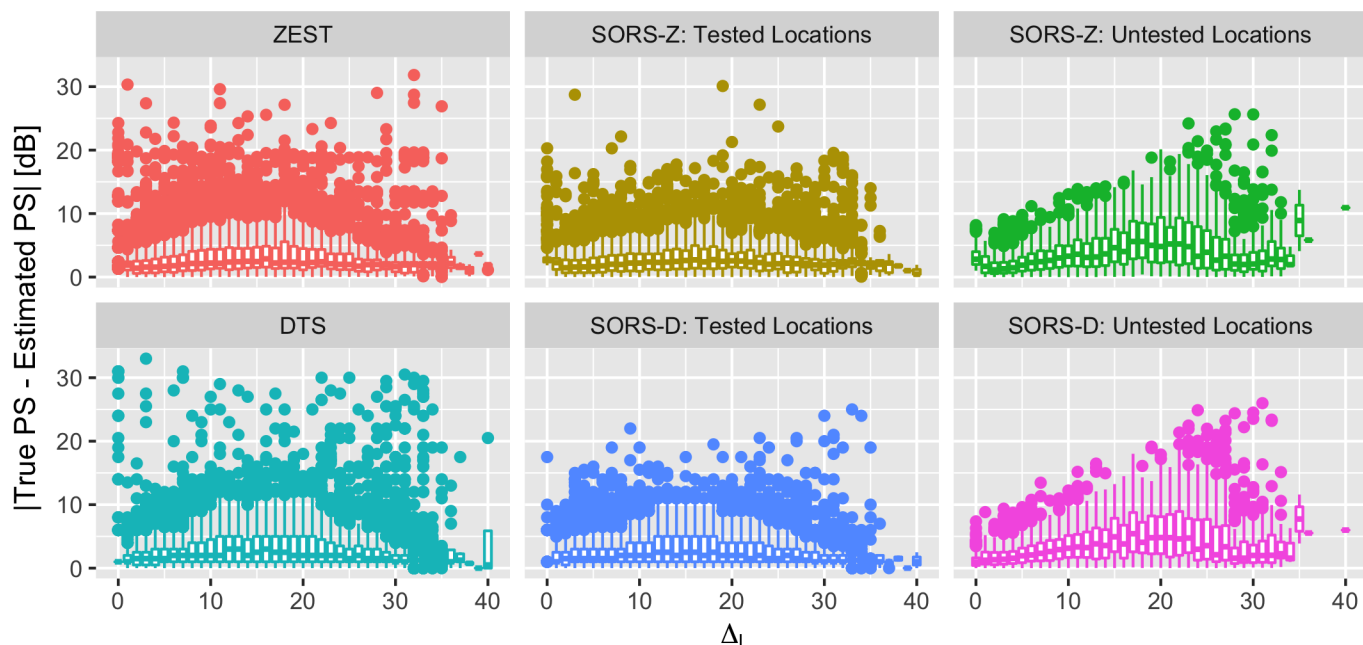 ZEST
SORS-Z: Tested Locations
SORS-Z: Untested Locations
30
20
10
0
DTS
SORS-D: Tested Locations
SORS-D: Untested Locations
30
20
10
0
0 10 20 30 40
0 10 20 30 40
0 10 20 30 40
|True PS - Estimated PS| [dB]
Δ